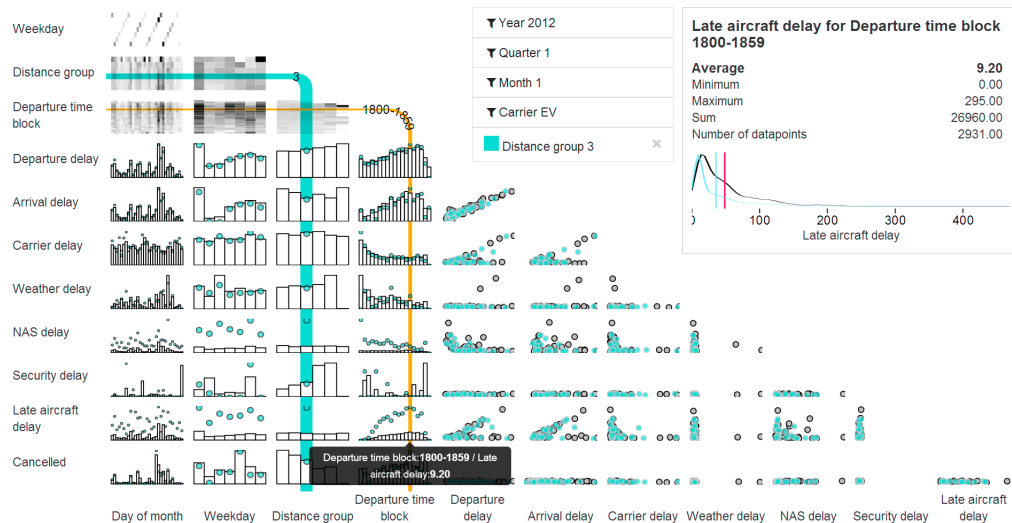 Weekday
Distance group
3
Departure time
block
1800-1859
Departure delay
Arrival delay
Carrier delay
Weather delay
NAS delay
Security delay
Late aircraft
delay
Cancelled
Year 2012
Quarter 1
Month 1
Carrier EV
Distance group 3
×
Late aircraft delay for Departure time block
1800-1859
Average 9.20
Minimum 0.00
Maximum 295.00
Sum 26960.00
Number of datapoints 2931.00
0 100 200 300 400
Late aircraft delay
Departure time block:1800-1859 / Late
aircraft delay:9.20
Day of month
Weekday
Distance group
Departure time
block
Departure
delay
Arrival delay
Carrier delay
Weather delay
NAS delay
Security delay
Late aircraft
delay